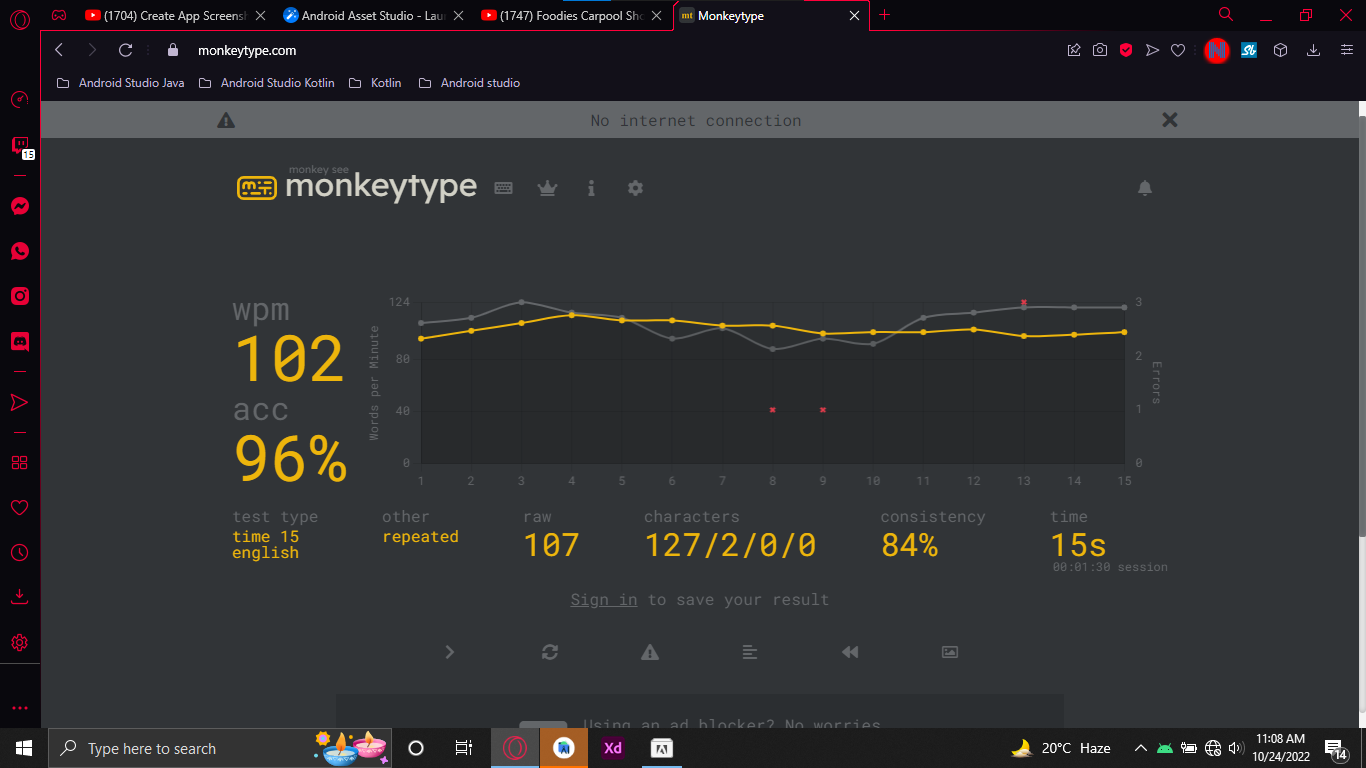 (1704) Create App Screensh
Android Asset Studio - Lau
(1747) Foodies Carpool Sho
mt Monkeytype
monkeytype.com
Android Studio Java
Android Studio Kotlin
Kotlin
Android studio
No internet connection
15
monkey see
monkeytype
wpm
102
acc
96%
Words per Minute
124
80
40
0
1 2 3 4 5 6 7 8 9 10 11 12 13 14 15
3
2
1
0
Errors
test type
time 15
english
other
repeated
raw
107
characters
127/2/0/0
consistency
84%
time
15s
00:01:30 session
Sign in to save your result
Using an ad blocker? No worries
Type here to search
Xd
20°C Haze
11:08 AM
10/24/2022
14